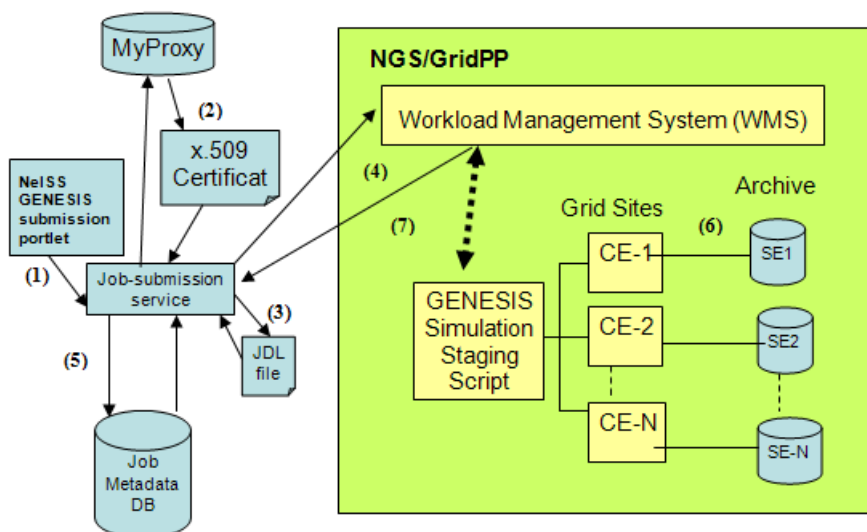 MyProxy
(2)
x.509
Certificat
NeISS
GENESIS
submission
portlet
(1)
Job-submission
service
(3)
JDL
file
(5)
Job
Metadata
DB
(4)
NGS/GridPP
Workload Management System (WMS)
(7)
GENESIS
Simulation
Staging
Script
Grid Sites
CE-1
CE-2
CE-N
(6)
Archive
SE1
SE2
SE-N